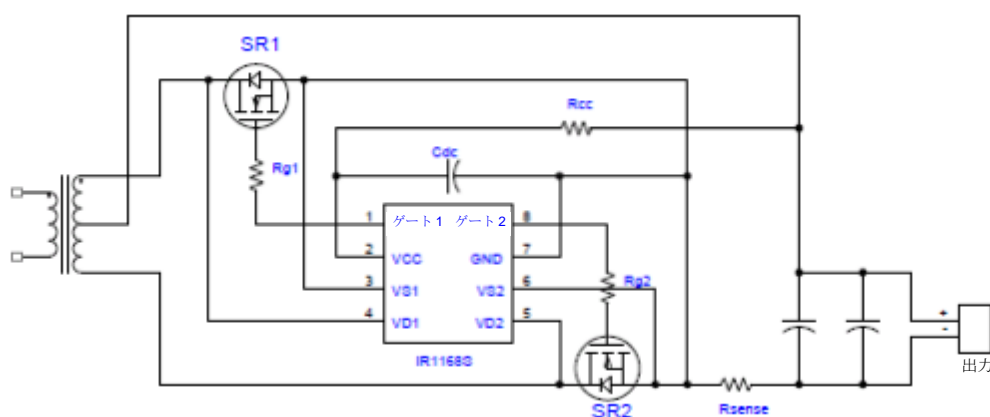 SR1
Rcc
Cdc
Rg1
1 ゲート1 ゲート2 8
2 VCC GND 7
3 VS1 VS2 6
4 VD1 VD2 5
Rg2
IR1168S
SR2
Rsense
+
-
出力